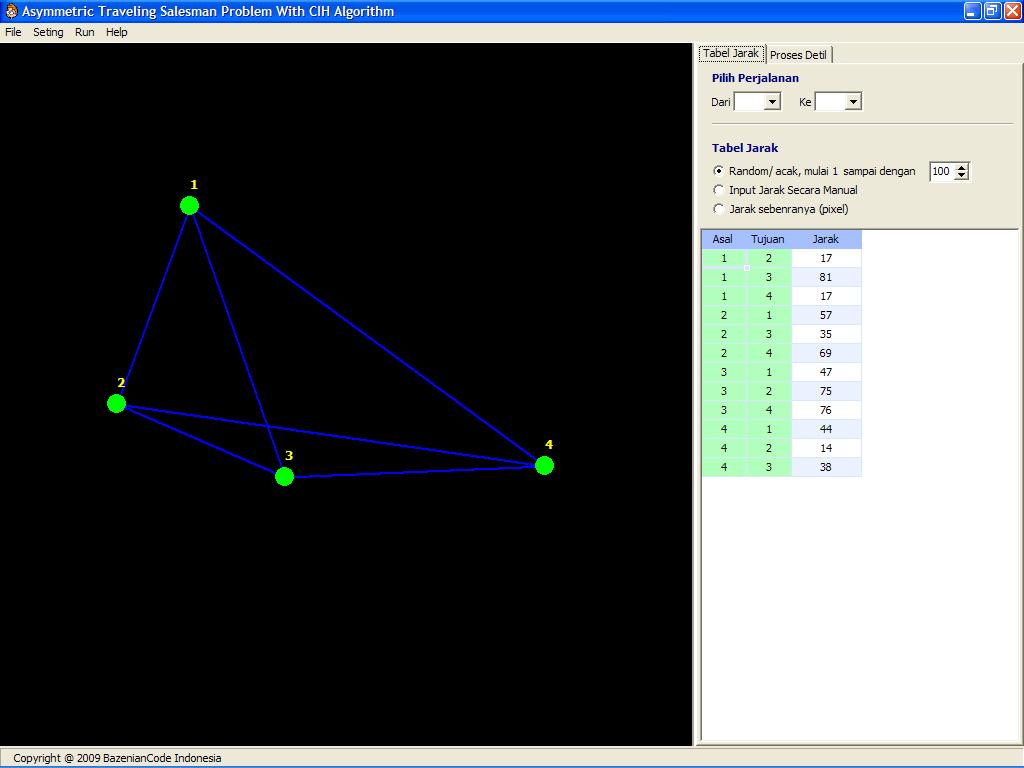 Asymmetric Traveling Salesman Problem With CIH Algorithm
File Seting Run Help
1
2
3
4
Tabel Jarak Proses Detil
Pilih Perjalanan
Dari Ke
Tabel Jarak
Random/ acak, mulai 1 sampai dengan 100
Input Jarak Secara Manual
Jarak sebenranya (pixel)
Asal Tujuan Jarak
1 2 17
1 3 81
1 4 17
2 1 57
2 3 35
2 4 69
3 1 47
3 2 75
3 4 76
4 1 44
4 2 14
4 3 38
Copyright @ 2009 BazenianCode Indonesia